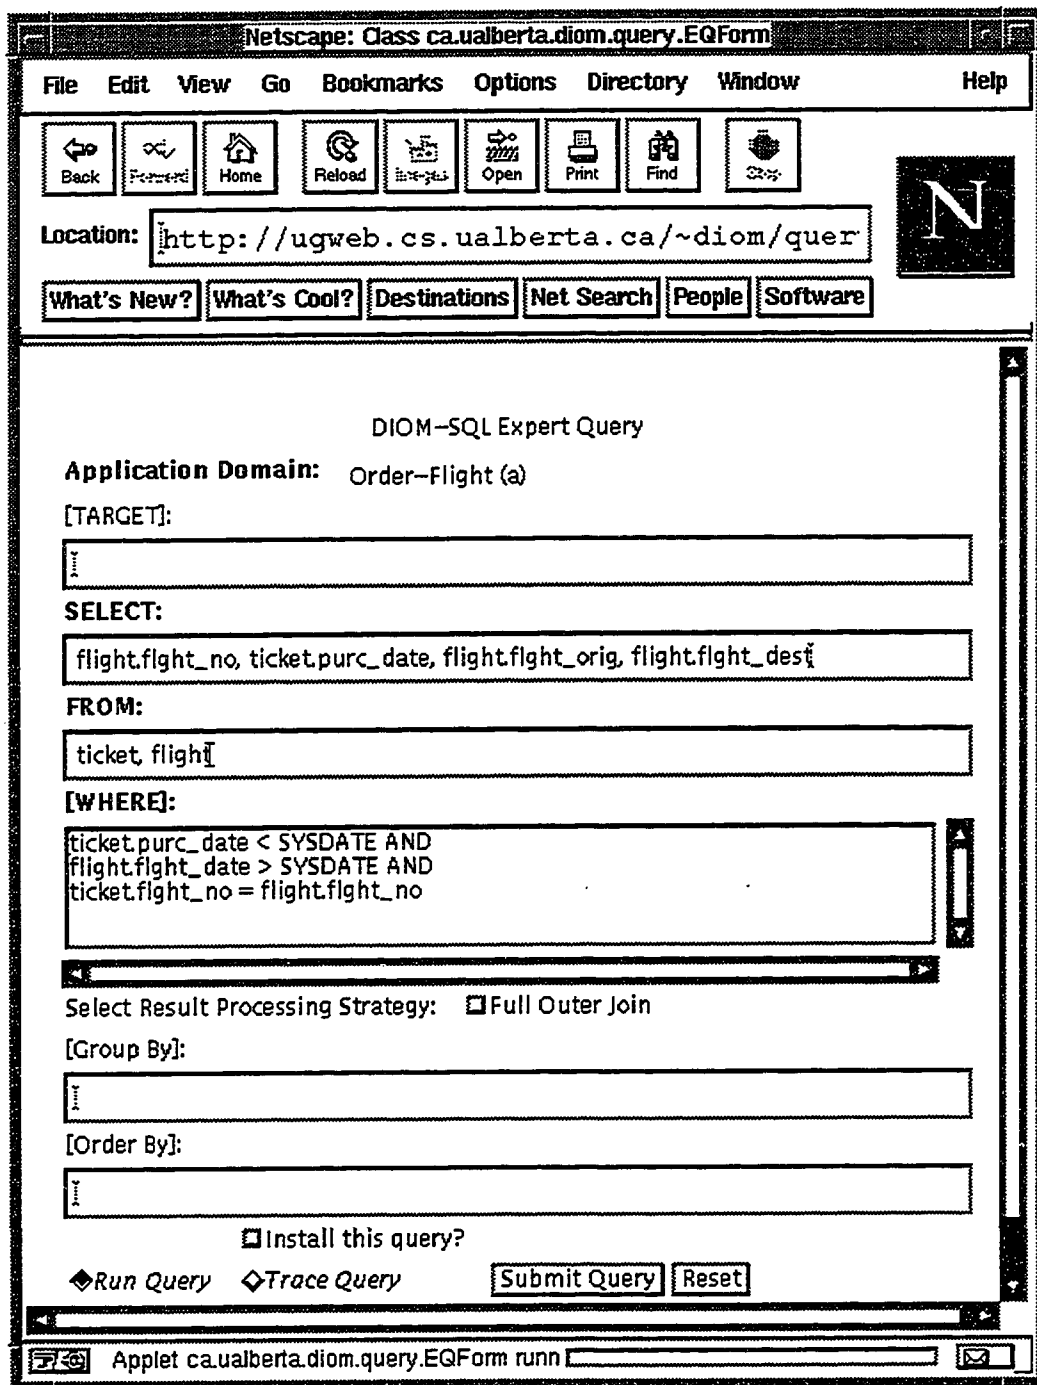 Netscape: Class ca.ualberta.diom.query.EQForm
File Edit View Go Bookmarks Options Directory Window Help
Back Home Reload Open Print Find
N
Location: http://ugweb.cs.ualberta.ca/~diom/quer
What's New? What's Cool? Destinations Net Search People Software
DIOM-SQL Expert Query
Application Domain: Order-Flight (a)
[TARGET]:
SELECT:
flight.flght_no, ticket.purc_date, flight.flght_orig, flight.flght_dest
FROM:
ticket, flight
[WHERE]:
ticket.purc_date < SYSDATE AND
flight.flght_date > SYSDATE AND
ticket.flght_no = flight.flght_no
Select Result Processing Strategy: Full Outer Join
[Group By]:
[Order By]:
Install this query?
Run Query Trace Query Submit Query Reset
Applet ca.ualberta.diom.query.EQForm runn